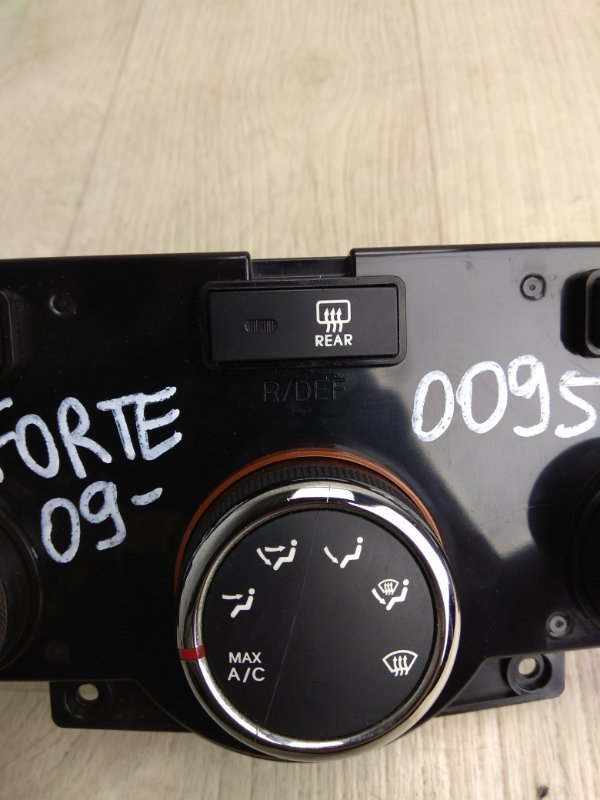 REAR
R/DEF
FORTE
09-
0095
MAX
A/C